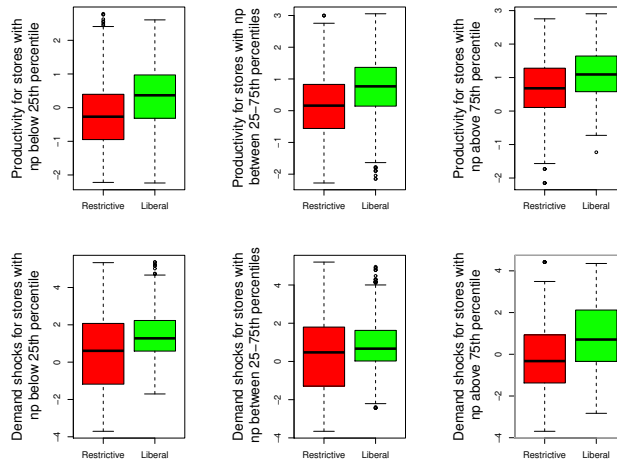 Productivity for stores with
np below 25th percentile
-2
-1
0
1
2
Restrictive
Liberal
Productivity for stores with np
between 25−75th percentiles
-2
-1
0
1
2
3
Restrictive
Liberal
Productivity for stores with
np above 75th percentile
-2
-1
0
1
2
3
Restrictive
Liberal
Demand shocks for stores with
np below 25th percentile
-4
-2
0
2
4
Restrictive
Liberal
Demand shocks for stores with
np between 25−75th percentiles
-4
-2
0
2
4
Restrictive
Liberal
Demand shocks for stores with
np above 75th percentile
-4
-2
0
2
4
Restrictive
Liberal